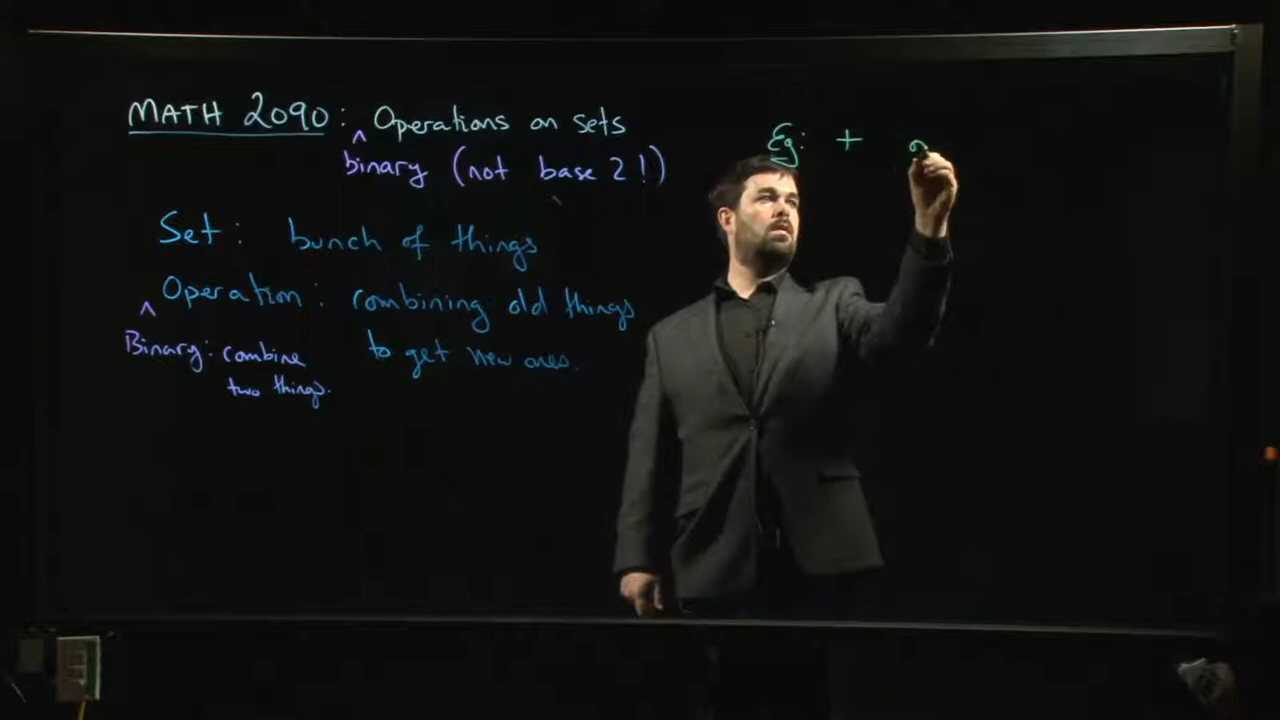 MATH 2090: ^ Operations on sets
binary (not base 2!)
Set: bunch of things
^ Operation: combining old things
to get new ones.
Binary: combine
two things.
Eg: +